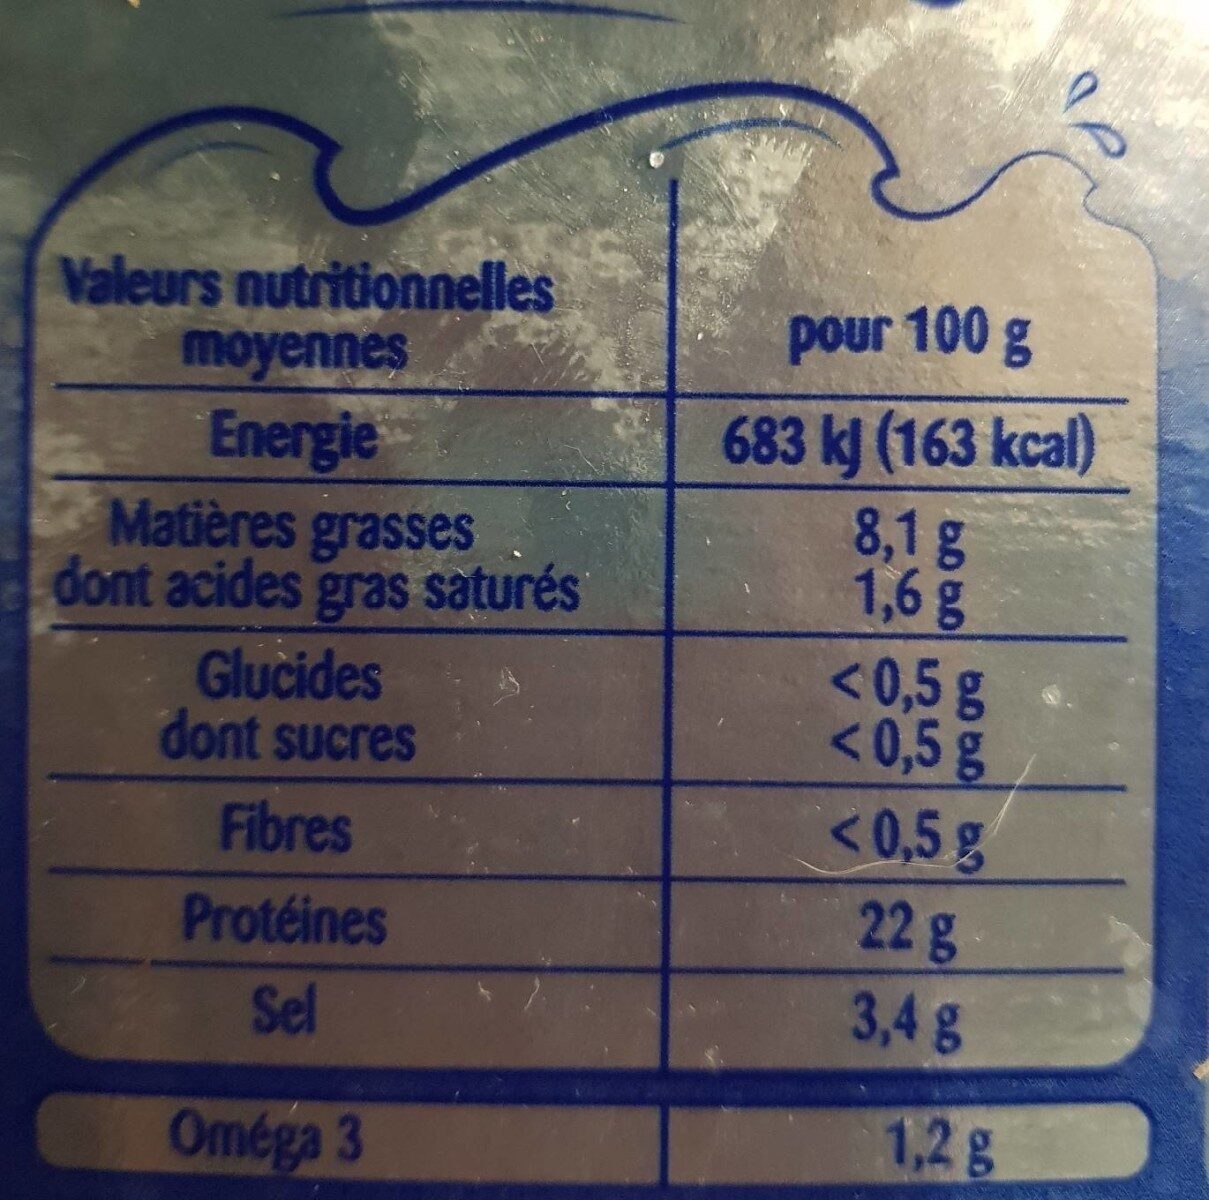 Valeurs nutritionnelles
moyennes
pour 100 g
Energie 683 kJ (163 kcal)
Matières grasses 8,1 g
dont acides gras saturés 1,6 g
Glucides < 0,5 g
dont sucres < 0,5 g
Fibres < 0,5 g
Protéines 22 g
Sel 3,4 g
Oméga 3 1,2 g